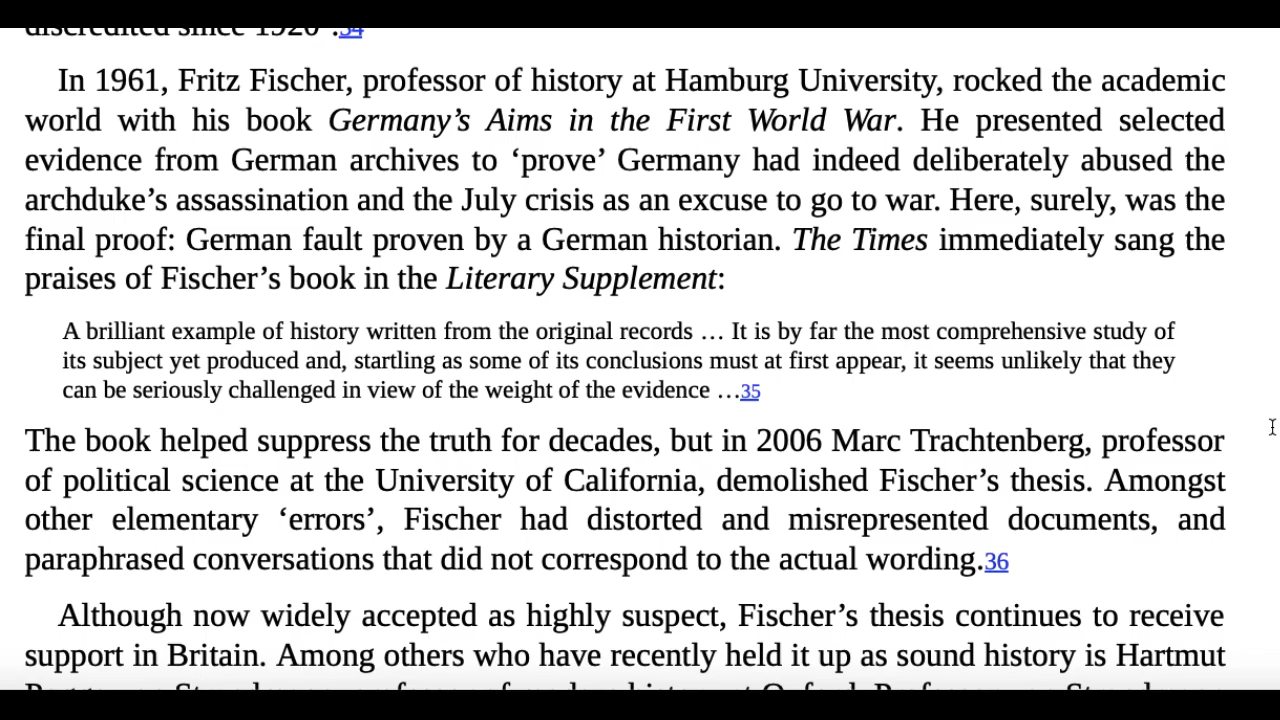 discredited since 1920'.34
In 1961, Fritz Fischer, professor of history at Hamburg University, rocked the academic
world with his book Germany’s Aims in the First World War. He presented selected
evidence from German archives to ‘prove’ Germany had indeed deliberately abused the
archduke’s assassination and the July crisis as an excuse to go to war. Here, surely, was the
final proof: German fault proven by a German historian. The Times immediately sang the
praises of Fischer’s book in the Literary Supplement:
A brilliant example of history written from the original records … It is by far the most comprehensive study of
its subject yet produced and, startling as some of its conclusions must at first appear, it seems unlikely that they
can be seriously challenged in view of the weight of the evidence …35
The book helped suppress the truth for decades, but in 2006 Marc Trachtenberg, professor
of political science at the University of California, demolished Fischer’s thesis. Amongst
other elementary ‘errors’, Fischer had distorted and misrepresented documents, and
paraphrased conversations that did not correspond to the actual wording.36
Although now widely accepted as highly suspect, Fischer’s thesis continues to receive
support in Britain. Among others who have recently held it up as sound history is Hartmut